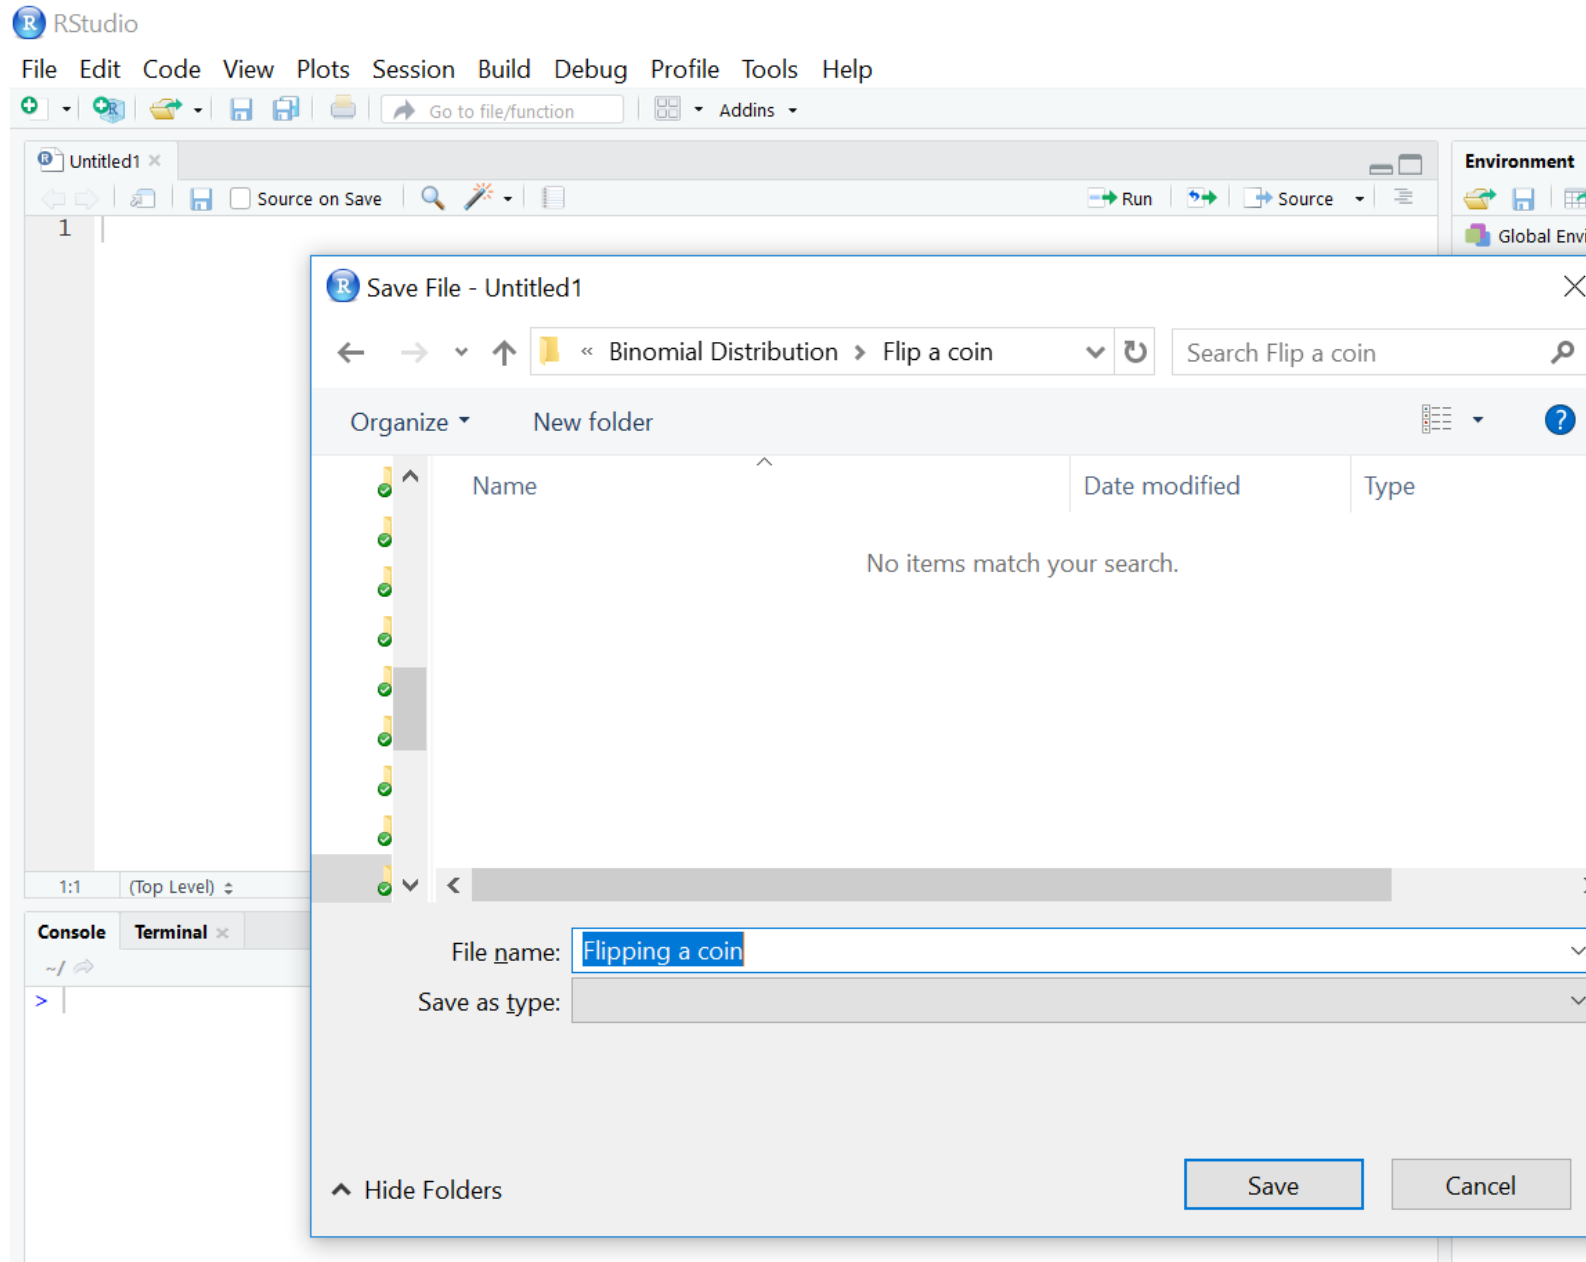 RStudio
File Edit Code View Plots Session Build Debug Profile Tools Help
Go to file/function Addins
Untitled1
Environment
Source on Save Run Source
1
Global Envi
Save File - Untitled1
« Binomial Distribution > Flip a coin
Search Flip a coin
Organize New folder
Name Date modified Type
No items match your search.
1:1 (Top Level)
Console Terminal
~/
>
File name: Flipping a coin
Save as type:
Hide Folders
Save Cancel